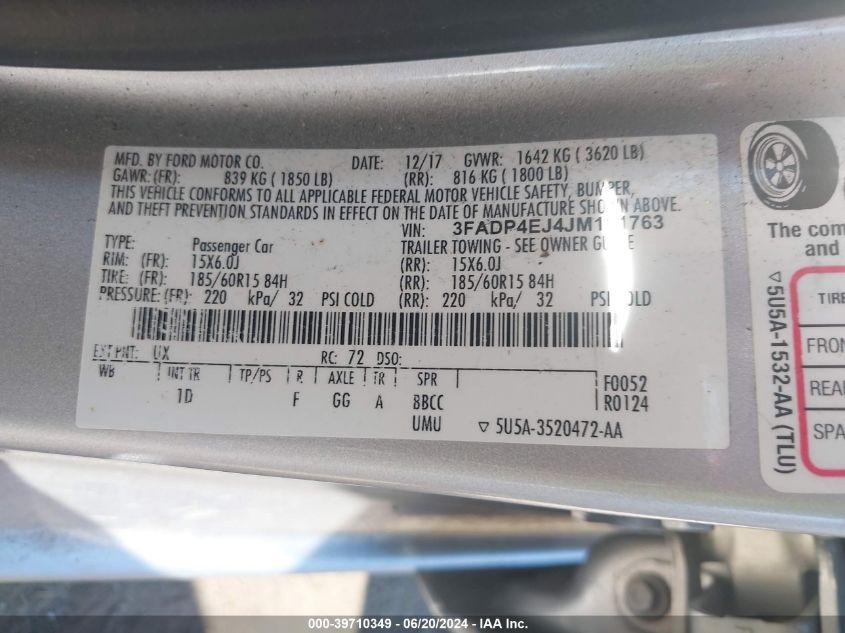 MFD. BY FORD MOTOR CO. DATE: 12/17 GVWR: 1642 KG ( 3620 LB)
GAWR: (FR): 839 KG ( 1850 LB) (RR): 816 KG ( 1800 LB)
THIS VEHICLE CONFORMS TO ALL APPLICABLE FEDERAL MOTOR VEHICLE SAFETY, BUMPER,
AND THEFT PREVENTION STANDARDS IN EFFECT ON THE DATE OF MANUFACTURE SHOWN ABOVE.
VIN:
TYPE: Passenger Car TRAILER TOWING - SEE OWNER GUIDE
RIM: (FR): 15X6.0J (RR): 15X6.0J
TIRE: (FR): 185/60R15 84H (RR): 185/60R15 84H
PRESSURE: (FR): 220 kPa/ 32 PSI COLD (RR): 220 kPa/ 32 PSI COLD
EXT PNT: UX RC: 72 DSO:
WB INT TR TP/PS R AXLE TR SPR F0052
1D F GG A BBCC R0124
UMU ▽ 5U5A-3520472-AA
The com
and
TIRE
FRON
REAR
SPA
▽ 5U5A-1532-AA (TLU)
000-39710349 - 06/20/2024 - IAA Inc.